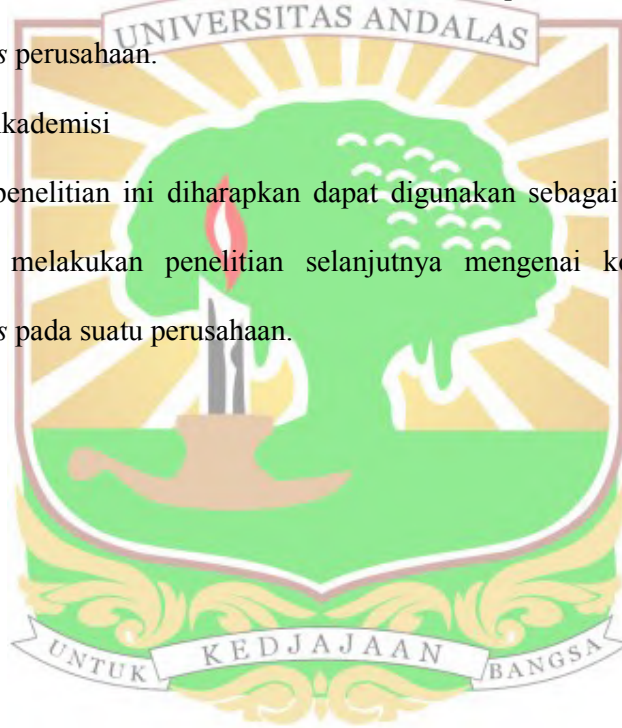 UNIVERSITAS ANDALAS
s perusahaan.
kademisi
penelitian ini diharapkan dapat digunakan sebagai
melakukan penelitian selanjutnya mengenai
s pada suatu perusahaan.
UNTUK KEDJAJAAN BANGSA